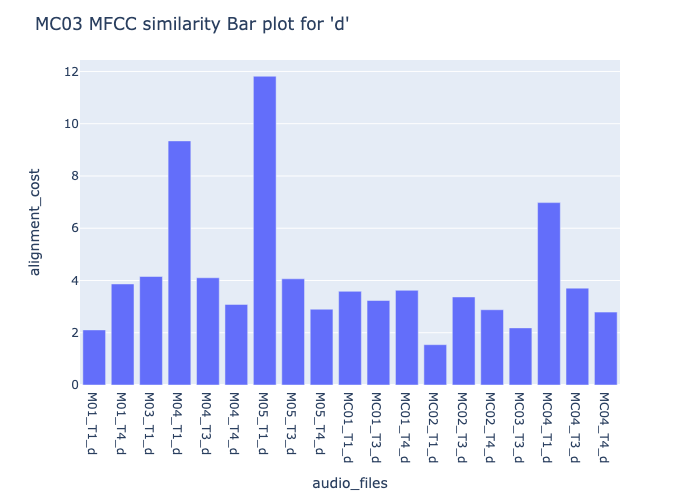 MC03 MFCC similarity Bar plot for 'd'
12
10
8
6
4
2
0
alignment_cost
M01_T1_d
M01_T4_d
M03_T1_d
M04_T1_d
M04_T3_d
M04_T4_d
M05_T1_d
M05_T3_d
M05_T4_d
MC01_T1_d
MC01_T3_d
MC01_T4_d
MC02_T1_d
MC02_T3_d
MC02_T4_d
MC03_T3_d
MC04_T1_d
MC04_T3_d
MC04_T4_d
audio_files